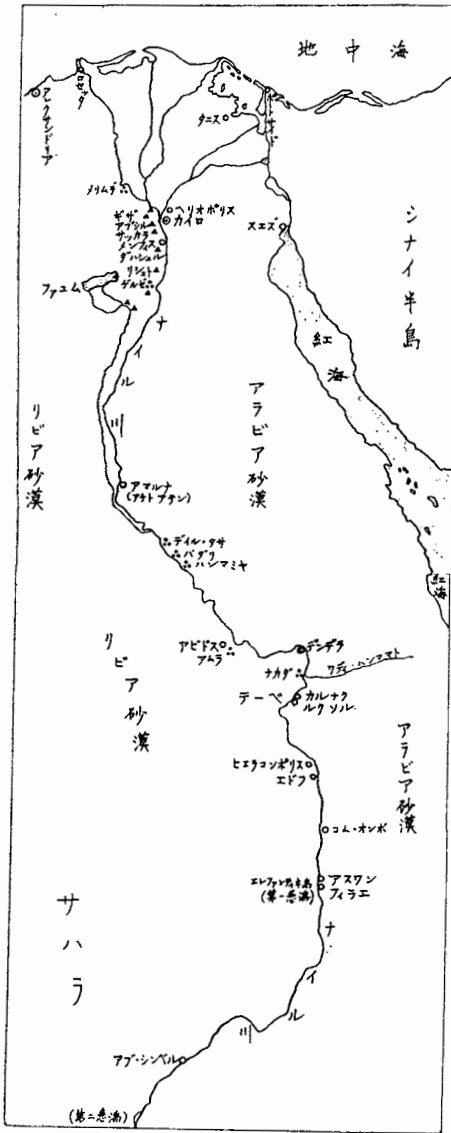 地中海
ロゼッタ
アレクサンドリア
タニス
メリムデ
ヘリオポリス
カイロ
ギザ
アブシル
サッカラ
メンフィス
ダハシュル
リシュト
ゲルゼ
ファユム
スエズ
シナイ半島
紅海
ナイル川
アラビア砂漠
リビア砂漠
アマルナ
(アケトアテン)
デイル・タサ
バダリ
ハンマミヤ
紅海
リビア砂漠
アビドス
アムラ
デンデラ
ナカダ
ワディ・ハンママト
テーベ
カルナク
ルクソル
アラビア砂漠
ヒエラコンポリス
エドフ
コム・オンボ
エレファンティネ島
(第一急湍)
アスワン
フィラエ
サハラ
ナイル川
アブ・シンベル
(第二急湍)